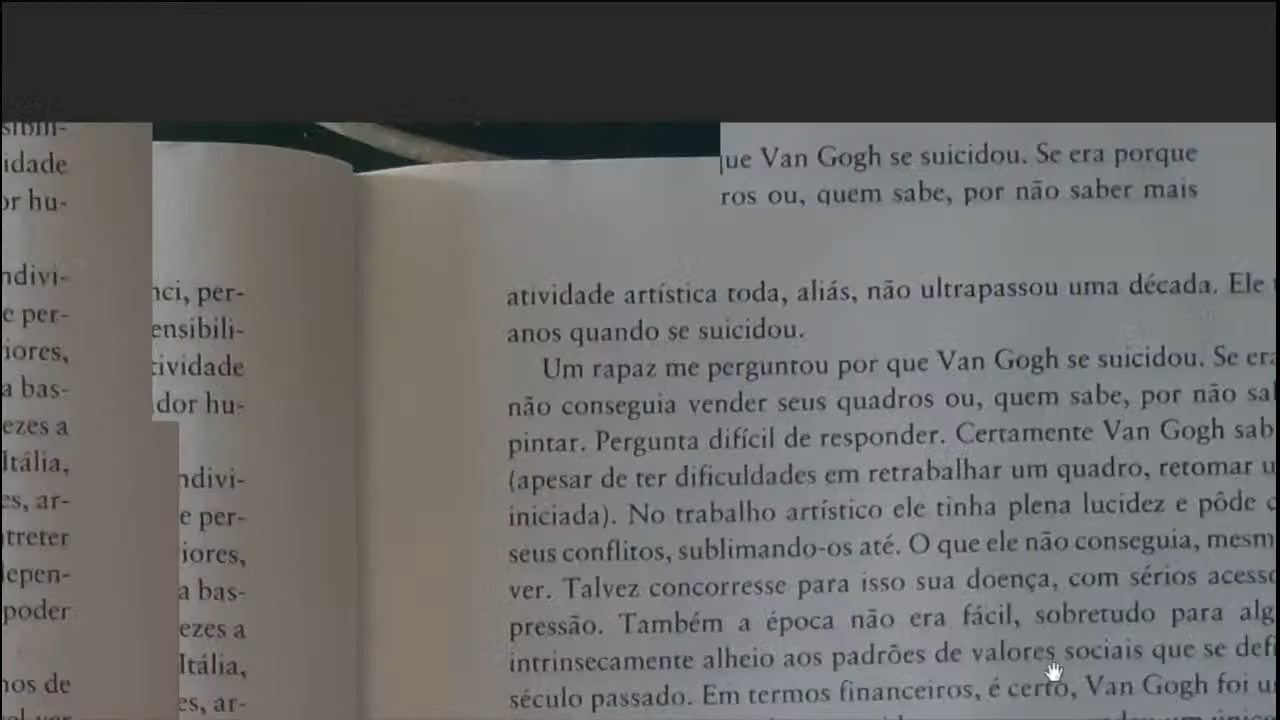 sibili-
idade
or hu-
ndivi-
e per-
iores,
a bas-
ezes a
Itália,
es, ar-
treter
depen-
poder
nos de
nci, per-
ensibili-
tividade
dor hu-
ndivi-
e per-
iores,
a bas-
ezes a
Itália,
es, ar-
ue Van Gogh se suicidou. Se era porque
ros ou, quem sabe, por não saber mais
atividade artística toda, aliás, não ultrapassou uma década. Ele
anos quando se suicidou.
Um rapaz me perguntou por que Van Gogh se suicidou. Se era
não conseguia vender seus quadros ou, quem sabe, por não sa
pintar. Pergunta difícil de responder. Certamente Van Gogh sab
(apesar de ter dificuldades em retrabalhar um quadro, retomar u
iniciada). No trabalho artístico ele tinha plena lucidez e pôde
seus conflitos, sublimando-os até. O que ele não conseguia, mesm
ver. Talvez concorresse para isso sua doença, com sérios acesso
pressão. Também a época não era fácil, sobretudo para alg
intrinsecamente alheio aos padrões de valores sociais que se defi
século passado. Em termos financeiros, é certo, Van Gogh foi u